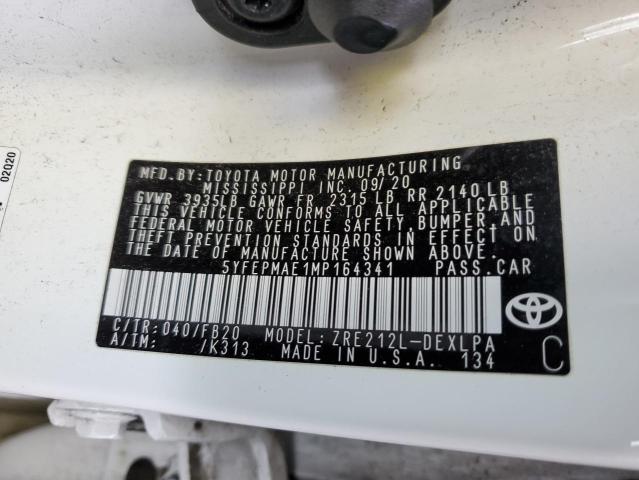 MFD.BY:TOYOTA MOTOR MANUFACTURING
MISSISSIPPI INC. 09/20
GVWR 3935LB GAWR FR 2315 LB RR 2140 LB
THIS VEHICLE CONFORMS TO ALL APPLICABLE
FEDERAL MOTOR VEHICLE SAFETY, BUMPER, AND
THEFT PREVENTION STANDARDS IN EFFECT ON
THE DATE OF MANUFACTURE SHOWN ABOVE.
5YFEPMAE1MP164341 PASS.CAR
C/TR: 040/FB20 MODEL: ZRE212L-DEXLPA
A/TM: /K313 MADE IN U.S.A. 134
C
02Q20